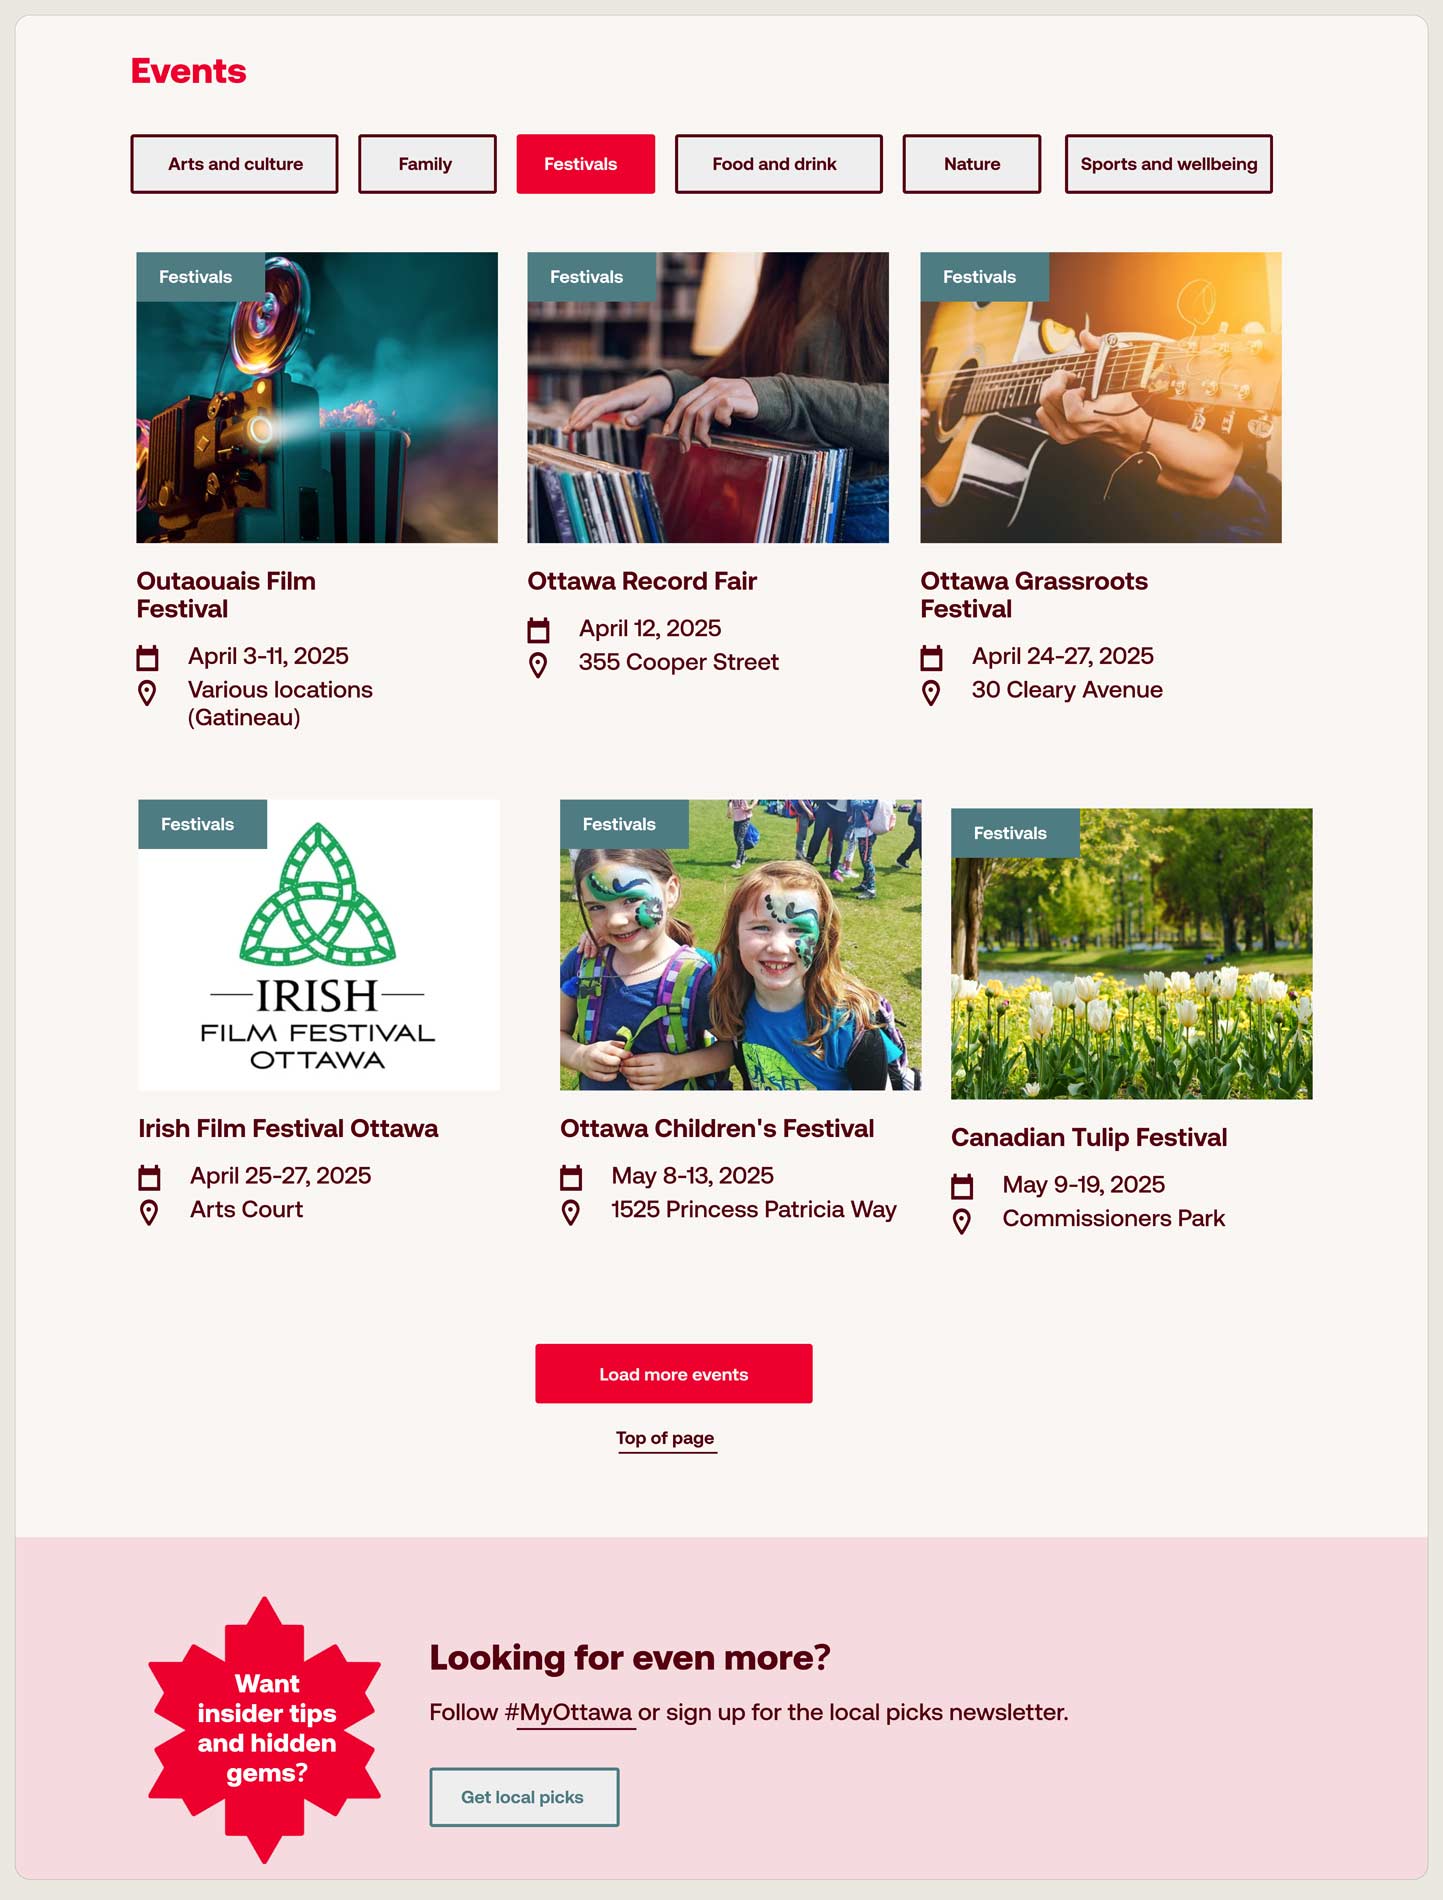 Events
Arts and culture
Family
Festivals
Food and drink
Nature
Sports and wellbeing
Festivals
Festivals
Festivals
Outaouais Film
Festival
April 3-11, 2025
Various locations
(Gatineau)
Ottawa Record Fair
April 12, 2025
355 Cooper Street
Ottawa Grassroots
Festival
April 24-27, 2025
30 Cleary Avenue
Festivals
IRISH
FILM FESTIVAL
OTTAWA
Irish Film Festival Ottawa
April 25-27, 2025
Arts Court
Festivals
Ottawa Children's Festival
May 8-13, 2025
1525 Princess Patricia Way
Festivals
Canadian Tulip Festival
May 9-19, 2025
Commissioners Park
Load more events
Top of page
Want
insider tips
and hidden
gems?
Looking for even more?
Follow #MyOttawa or sign up for the local picks newsletter.
Get local picks